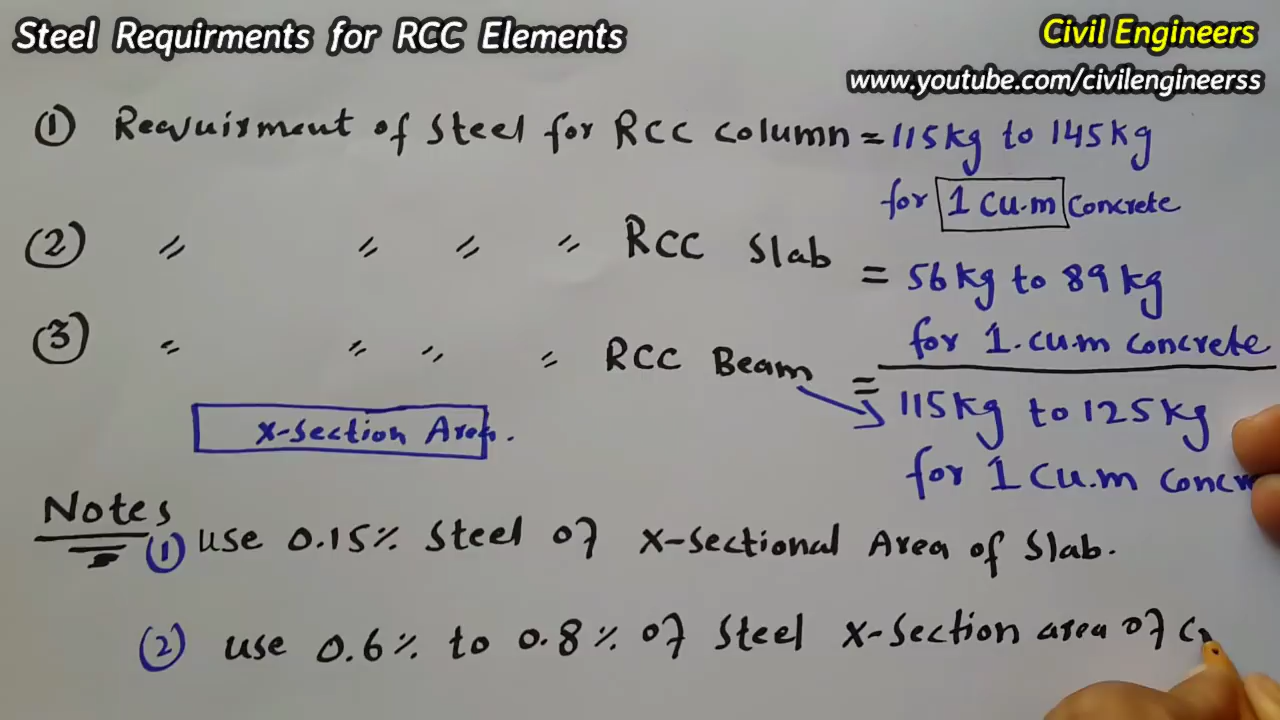 Steel Requirments for RCC Elements
Civil Engineers
www.youtube.com/civilengineerss
① Reqvuirment of Steel for RCC column = 115kg to 145kg
for 1 cu.m concrete
(2) " " " " RCC Slab = 56kg to 89kg
for 1.cu.m concrete
(3) " " " " RCC Beam = 115kg to 125kg
for 1 cu.m
x-section Area.
Notes
(1) use 0.15% Steel of x-sectional Area of Slab.
(2) use 0.6% to 0.8% of Steel x-section area of